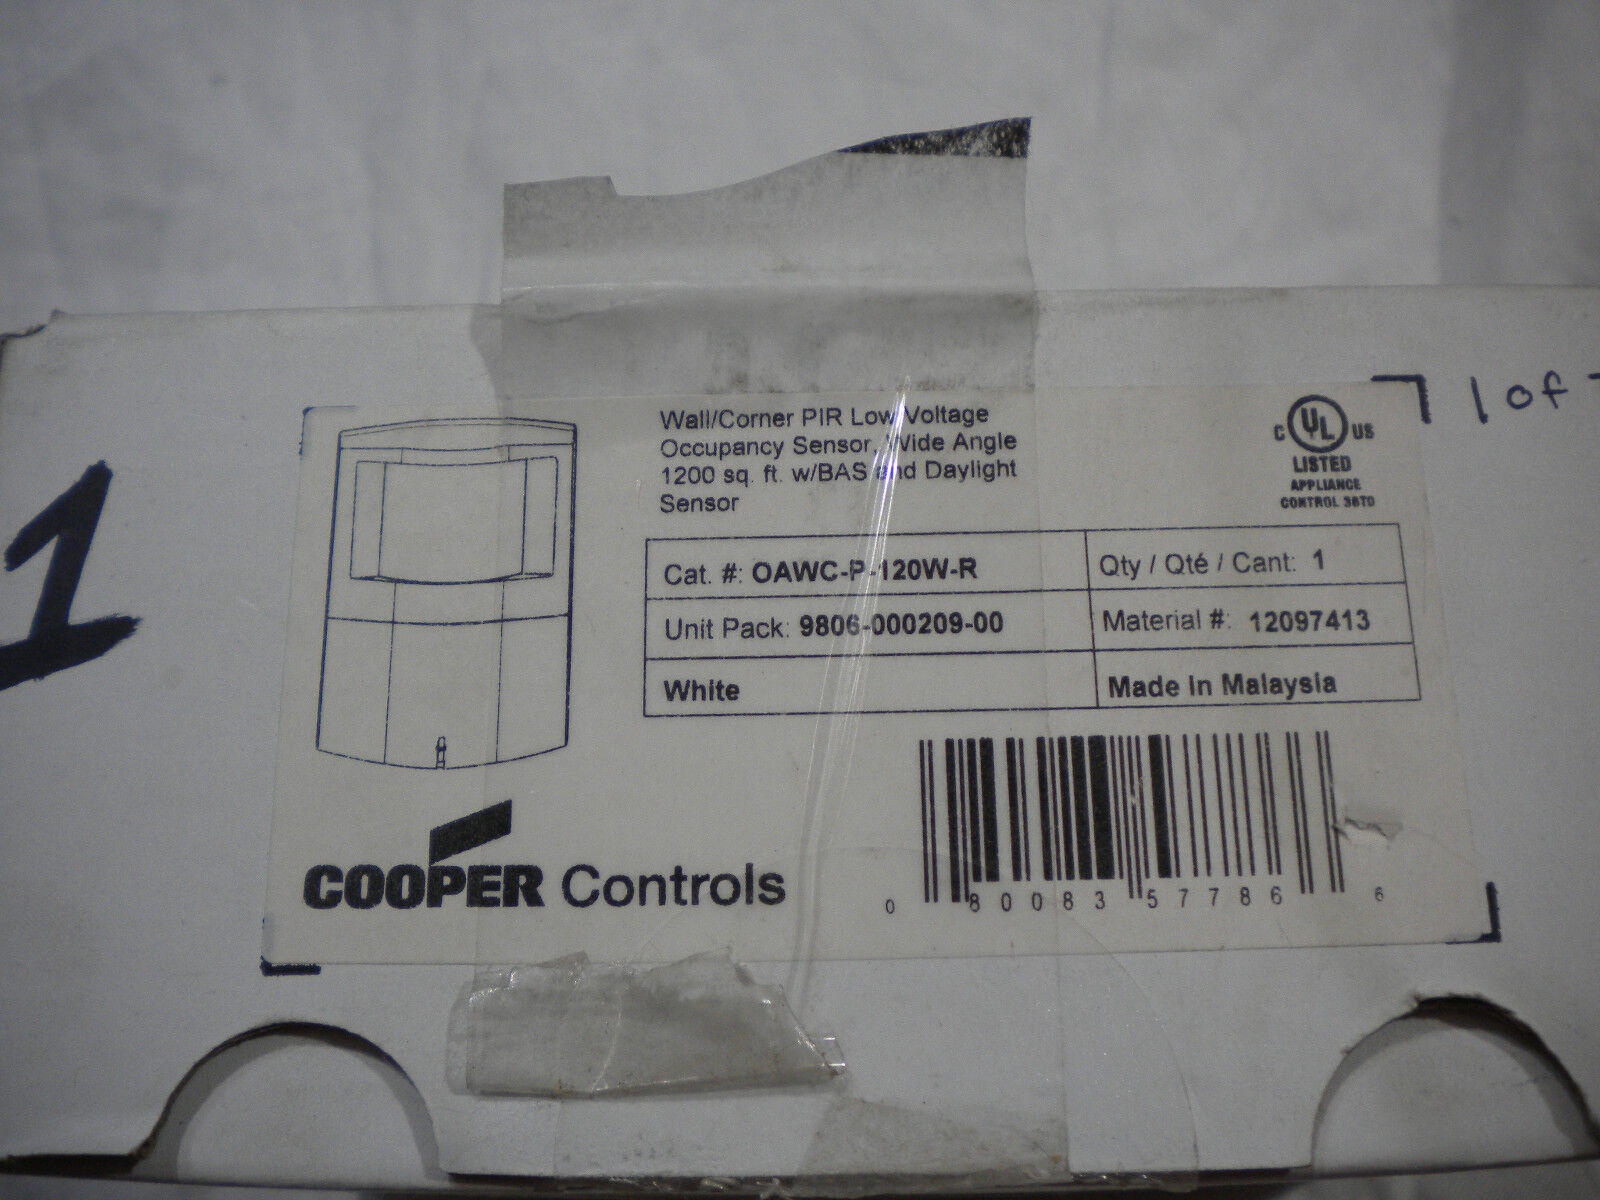 1
1 of
Wall/Corner PIR Low Voltage
Occupancy Sensor, Wide Angle
1200 sq. ft. w/BAS and Daylight
Sensor
C UL US
LISTED
APPLIANCE
CONTROL 38TD
Cat. #: OAWC-P-120W-R
Qty / Qté / Cant: 1
Unit Pack: 9806-000209-00
Material #: 12097413
White
Made In Malaysia
COOPER Controls
0 80083 57786 6